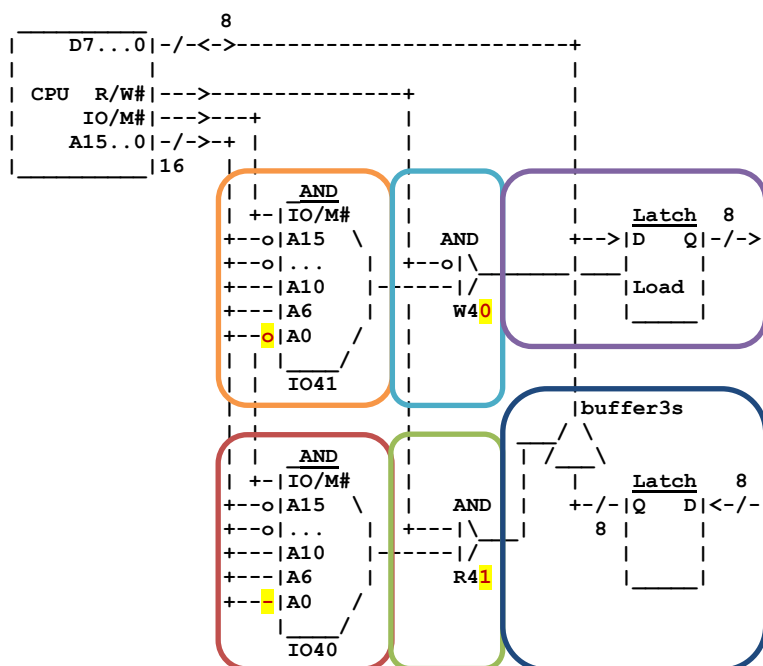 8
D7...0
CPU R/W#
IO/M#
A15..0
16
AND
IO/M#
A15
...
A10
A6
A0
IO41
AND
W40
Latch
8
D Q
Load
buffer3s
AND
IO/M#
A15
...
A10
A6
A0
IO40
AND
R41
Latch
8
Q D
8